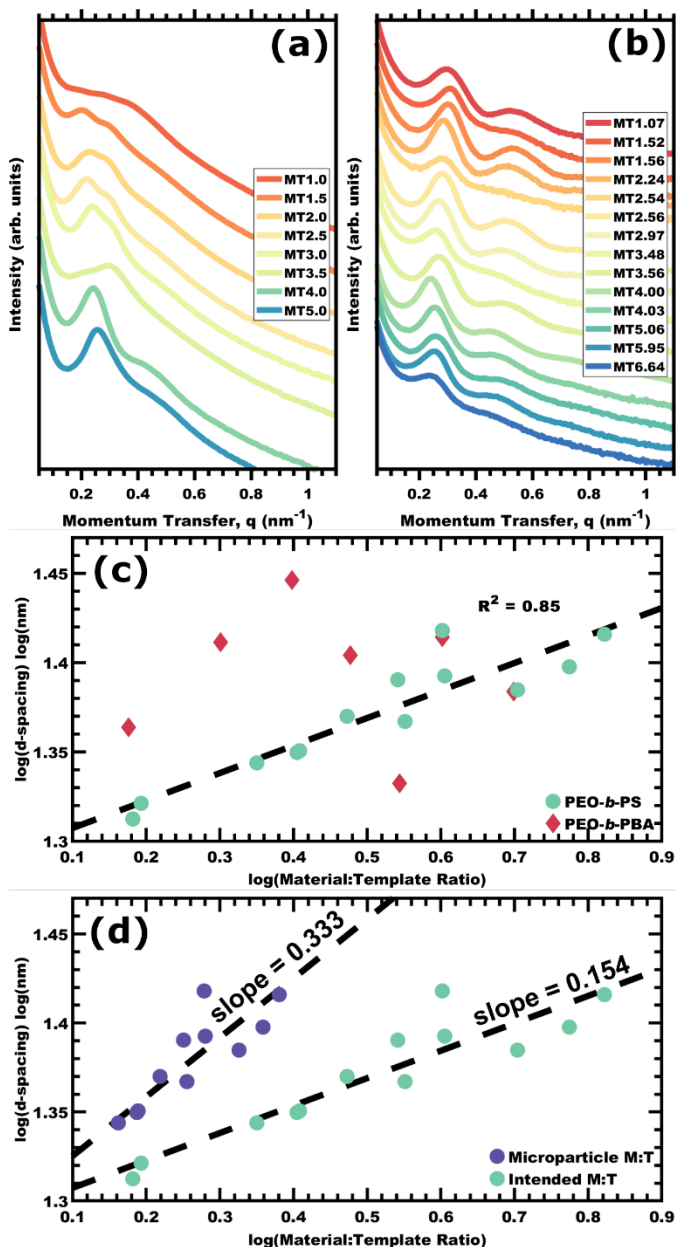 (a)
Intensity (arb. units)
MT1.0
MT1.5
MT2.0
MT2.5
MT3.0
MT3.5
MT4.0
MT5.0
0.2 0.4 0.6 0.8 1
Momentum Transfer, q (nm⁻¹)
(b)
Intensity (arb. units)
MT1.07
MT1.52
MT1.56
MT2.24
MT2.54
MT2.56
MT2.97
MT3.48
MT3.56
MT4.00
MT4.03
MT5.06
MT5.95
MT6.64
0.2 0.4 0.6 0.8 1
Momentum Transfer, q (nm⁻¹)
(c)
log(d-spacing) log(nm)
1.45
1.4
1.35
1.3
R² = 0.85
PEO-b-PS
PEO-b-PBA
0.1 0.2 0.3 0.4 0.5 0.6 0.7 0.8 0.9
log(Material:Template Ratio)
(d)
log(d-spacing) log(nm)
1.45
1.4
1.35
1.3
slope = 0.333
slope = 0.154
Microparticle M:T
Intended M:T
0.1 0.2 0.3 0.4 0.5 0.6 0.7 0.8 0.9
log(Material:Template Ratio)